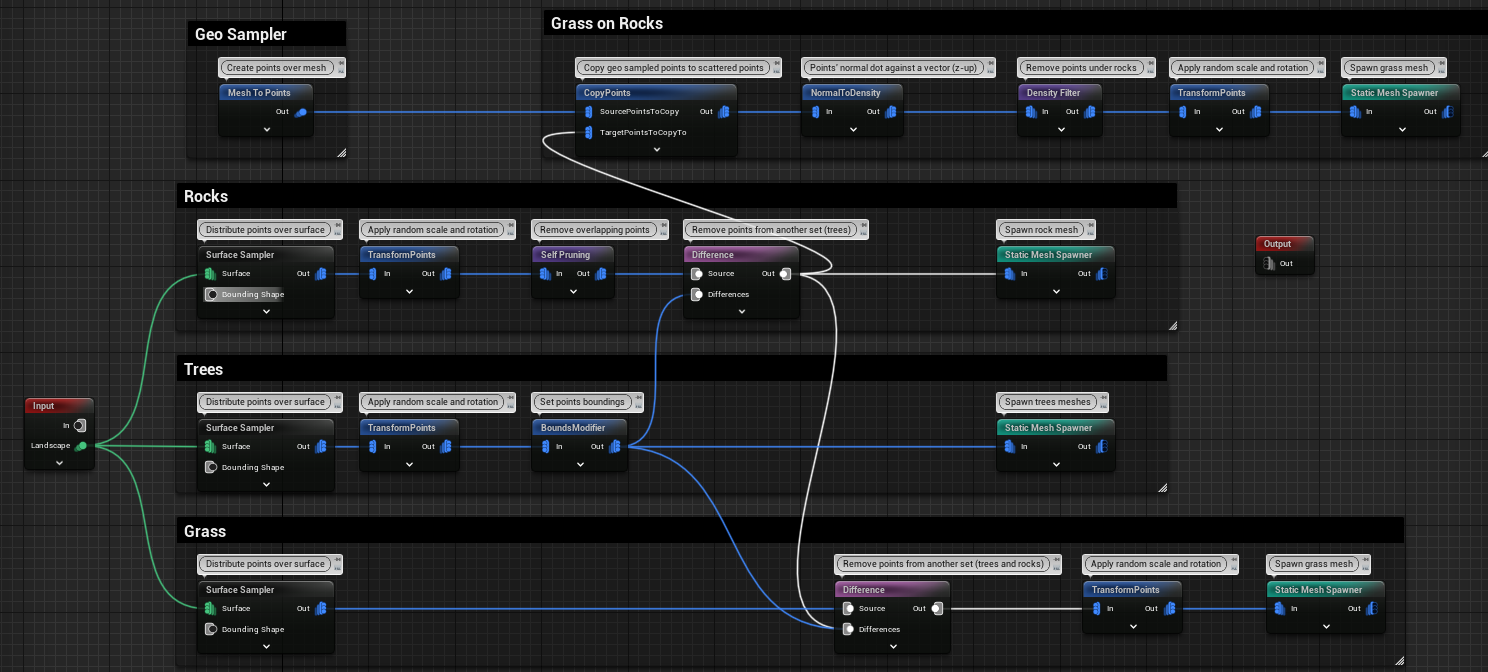 Geo Sampler
Create points over mesh
Mesh To Points
Out
Grass on Rocks
Copy geo sampled points to scattered points
CopyPoints
SourcePointsToCopy Out
TargetPointsToCopyTo
Points' normal dot against a vector (z-up)
NormalToDensity
In Out
Remove points under rocks
Density Filter
In Out
Apply random scale and rotation
TransformPoints
In Out
Spawn grass mesh
Static Mesh Spawner
In Out
Rocks
Distribute points over surface
Surface Sampler
Surface Out
Bounding Shape
Apply random scale and rotation
TransformPoints
In Out
Remove overlapping points
Self Pruning
In Out
Remove points from another set (trees)
Difference
Source Out
Differences
Spawn rock mesh
Static Mesh Spawner
In Out
Output
Out
Input
In
Landscape
Trees
Distribute points over surface
Surface Sampler
Surface Out
Bounding Shape
Apply random scale and rotation
TransformPoints
In Out
Set points boundings
BoundsModifier
In Out
Spawn trees meshes
Static Mesh Spawner
In Out
Grass
Distribute points over surface
Surface Sampler
Surface Out
Bounding Shape
Remove points from another set (trees and rocks)
Difference
Source Out
Differences
Apply random scale and rotation
TransformPoints
In Out
Spawn grass mesh
Static Mesh Spawner
In Out